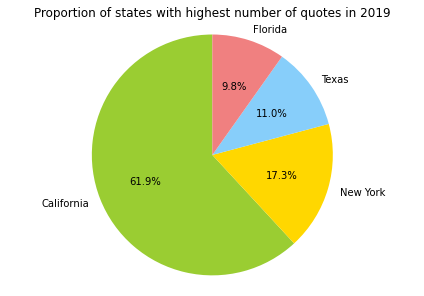 Proportion of states with highest number of quotes in 2019
Florida
9.8%
Texas
11.0%
17.3%
New York
61.9%
California